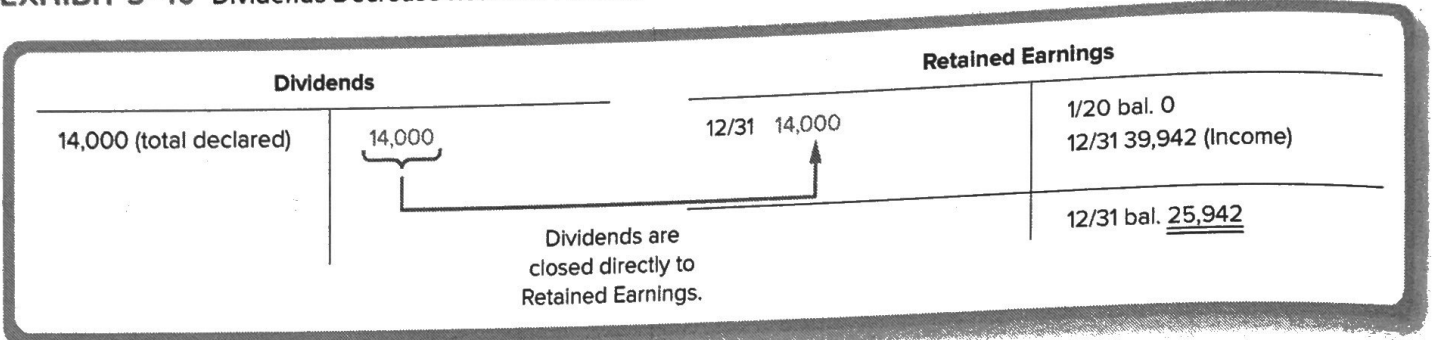 Dividends
14,000 (total declared)
14,000
Retained Earnings
12/31 14,000
1/20 bal. 0
12/31 39,942 (Income)
12/31 bal. 25,942
Dividends are
closed directly to
Retained Earnings.